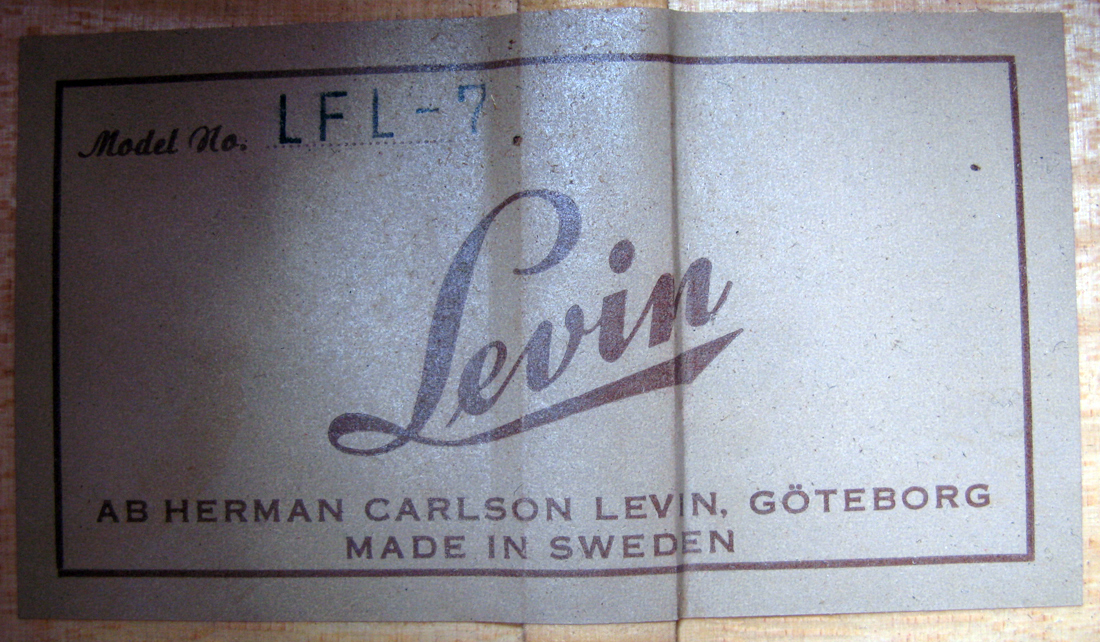 Model No. LFL-7
Levin
AB HERMAN CARLSON LEVIN, GÖTEBORG
MADE IN SWEDEN